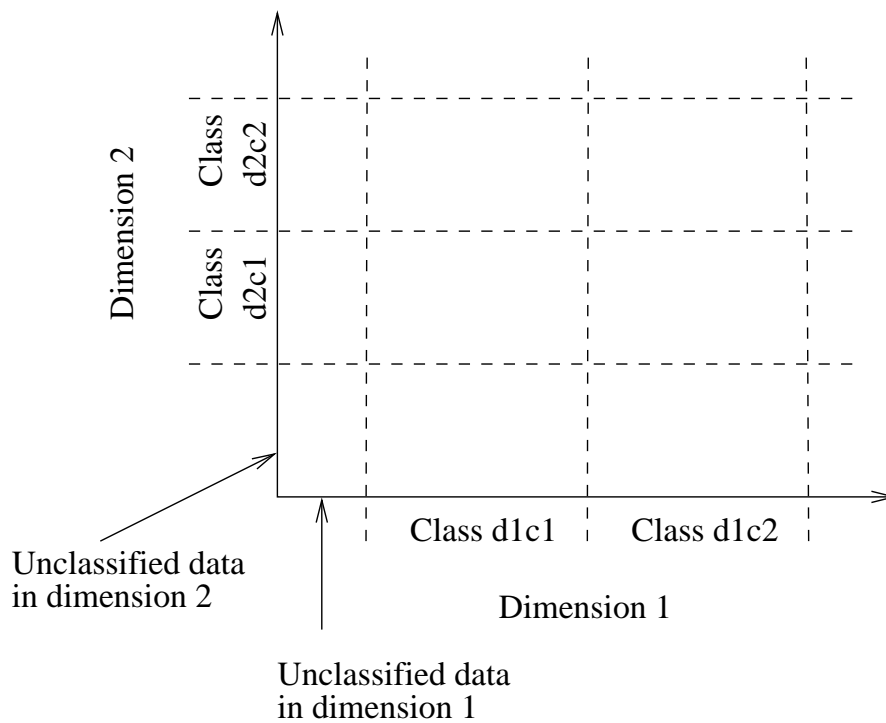 Dimension 2
Class
d2c2
Class
d2c1
Class d1c1
Class d1c2
Unclassified data
in dimension 2
Dimension 1
Unclassified data
in dimension 1